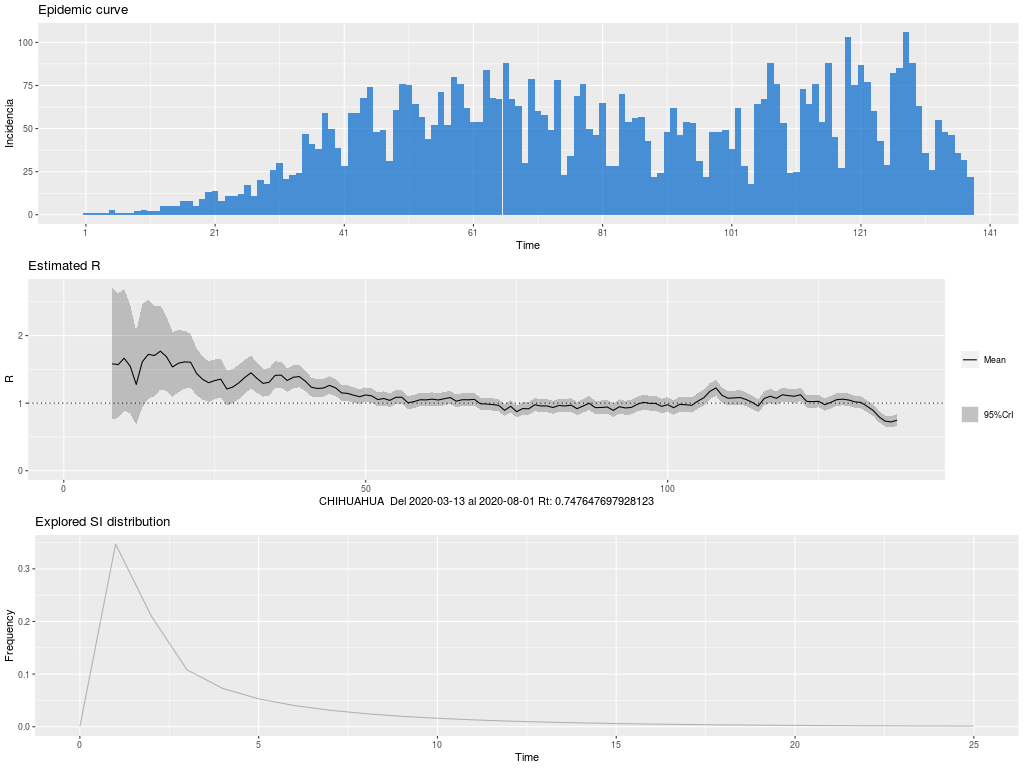 Epidemic curve
100
75
50
25
0
Incidencia
1 21 41 61 81 101 121 141
Time
Estimated R
2
1
0
R
0 50 100
CHIHUAHUA Del 2020-03-13 al 2020-08-01 Rt: 0.747647697928123
Mean
95%CrI
Explored SI distribution
0.3
0.2
0.1
0.0
Frequency
0 5 10 15 20 25
Time